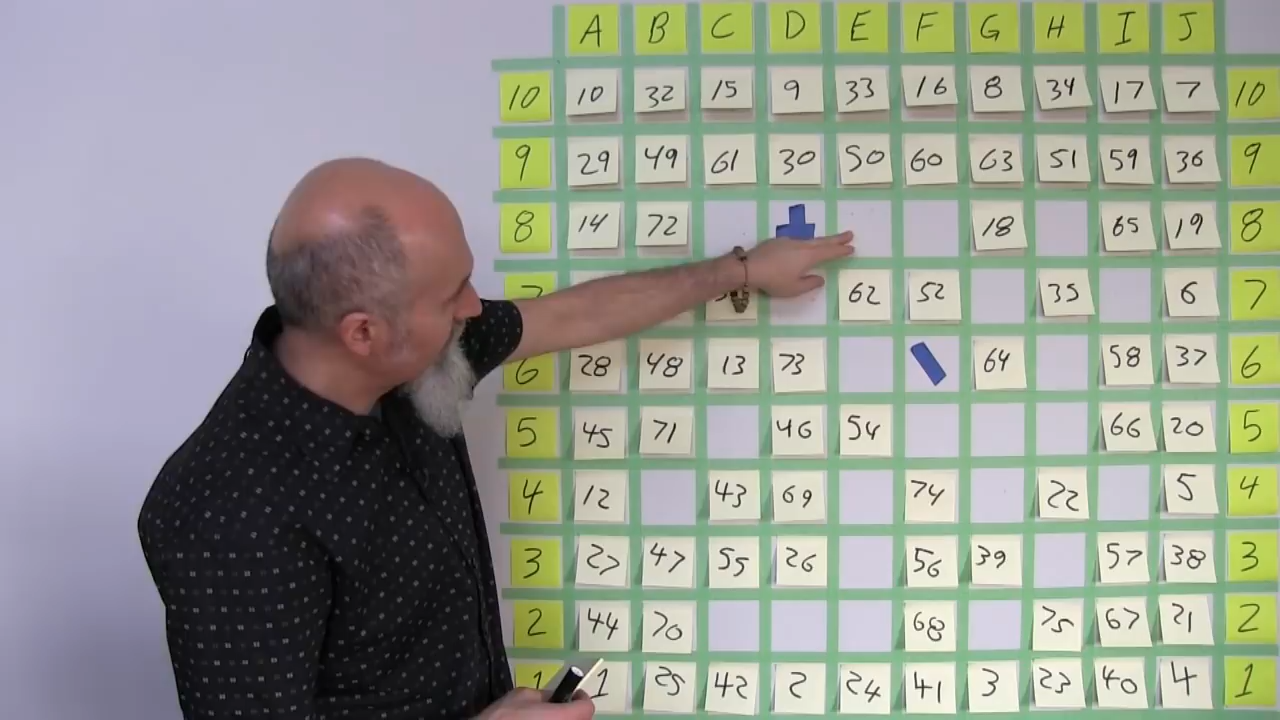 A B C D E F G H I J
10 10 32 15 9 33 16 8 34 17 7 10
9 29 49 61 30 50 60 63 51 59 36 9
8 14 72 18 65 19 8
62 52 35 6 7
6 28 48 13 73 64 58 37 6
5 45 71 46 54 66 20 5
4 12 43 69 74 22 5 4
3 27 47 55 26 56 39 57 38 3
2 44 70 68 75 67 21 2
1 1 25 42 2 24 41 3 23 40 4 1